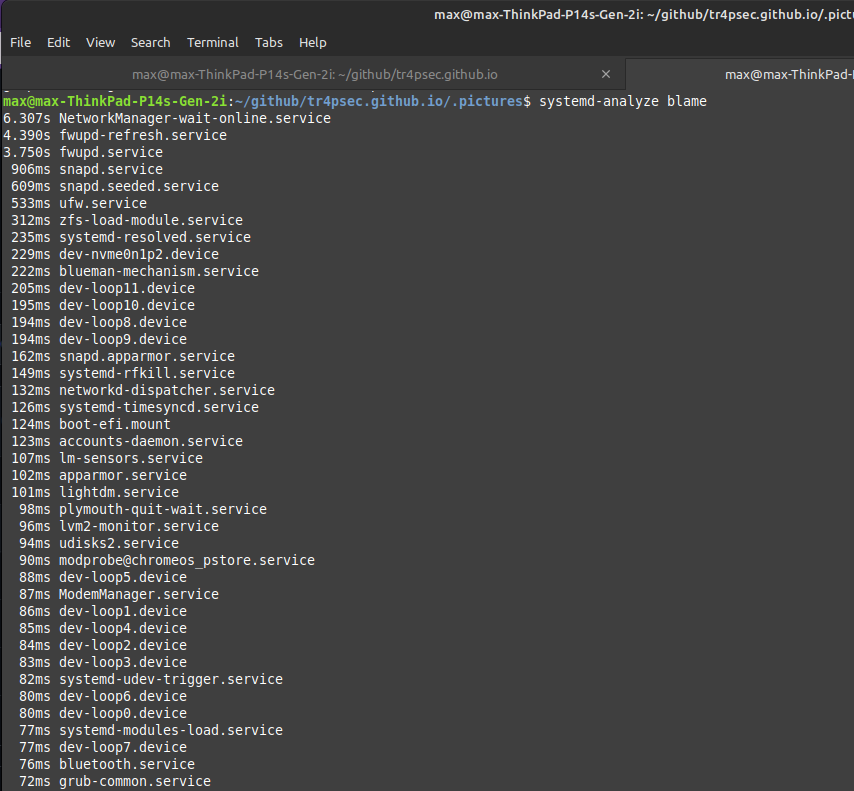 max@max-ThinkPad-P14s-Gen-2i: ~/github/tr4psec.github.io/.pictu
File Edit View Search Terminal Tabs Help
max@max-ThinkPad-P14s-Gen-2i: ~/github/tr4psec.github.io × max@max-ThinkPad-P
max@max-ThinkPad-P14s-Gen-2i:~/github/tr4psec.github.io/.pictures$ systemd-analyze blame
6.307s NetworkManager-wait-online.service
4.390s fwupd-refresh.service
3.750s fwupd.service
906ms snapd.service
609ms snapd.seeded.service
533ms ufw.service
312ms zfs-load-module.service
235ms systemd-resolved.service
229ms dev-nvme0n1p2.device
222ms blueman-mechanism.service
205ms dev-loop11.device
195ms dev-loop10.device
194ms dev-loop8.device
194ms dev-loop9.device
162ms snapd.apparmor.service
149ms systemd-rfkill.service
132ms networkd-dispatcher.service
126ms systemd-timesyncd.service
124ms boot-efi.mount
123ms accounts-daemon.service
107ms lm-sensors.service
102ms apparmor.service
101ms lightdm.service
98ms plymouth-quit-wait.service
96ms lvm2-monitor.service
94ms udisks2.service
90ms modprobe@chromeos_pstore.service
88ms dev-loop5.device
87ms ModemManager.service
86ms dev-loop1.device
85ms dev-loop4.device
84ms dev-loop2.device
83ms dev-loop3.device
82ms systemd-udev-trigger.service
80ms dev-loop6.device
80ms dev-loop0.device
77ms systemd-modules-load.service
77ms dev-loop7.device
76ms bluetooth.service
72ms grub-common.service